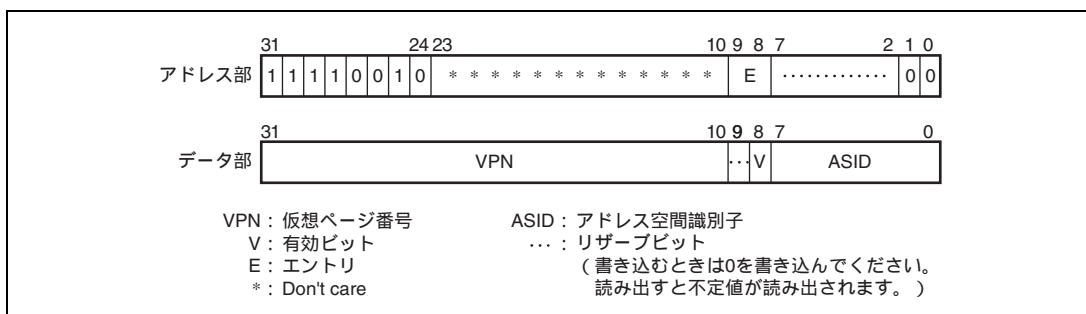 31 24 23 10 9 8 7 2 1 0
アドレス部 1 1 1 1 0 0 1 0 * * * * * * * * * * * * * E ............. 0 0
31 10 9 8 7 0
データ部 VPN ... V ASID
VPN : 仮想ページ番号 ASID : アドレス空間識別子
V : 有効ビット ... : リザーブビット
E : エントリ (書き込むときは0を書き込んでください。
* : Don't care 読み出すと不定値が読み出されます。)